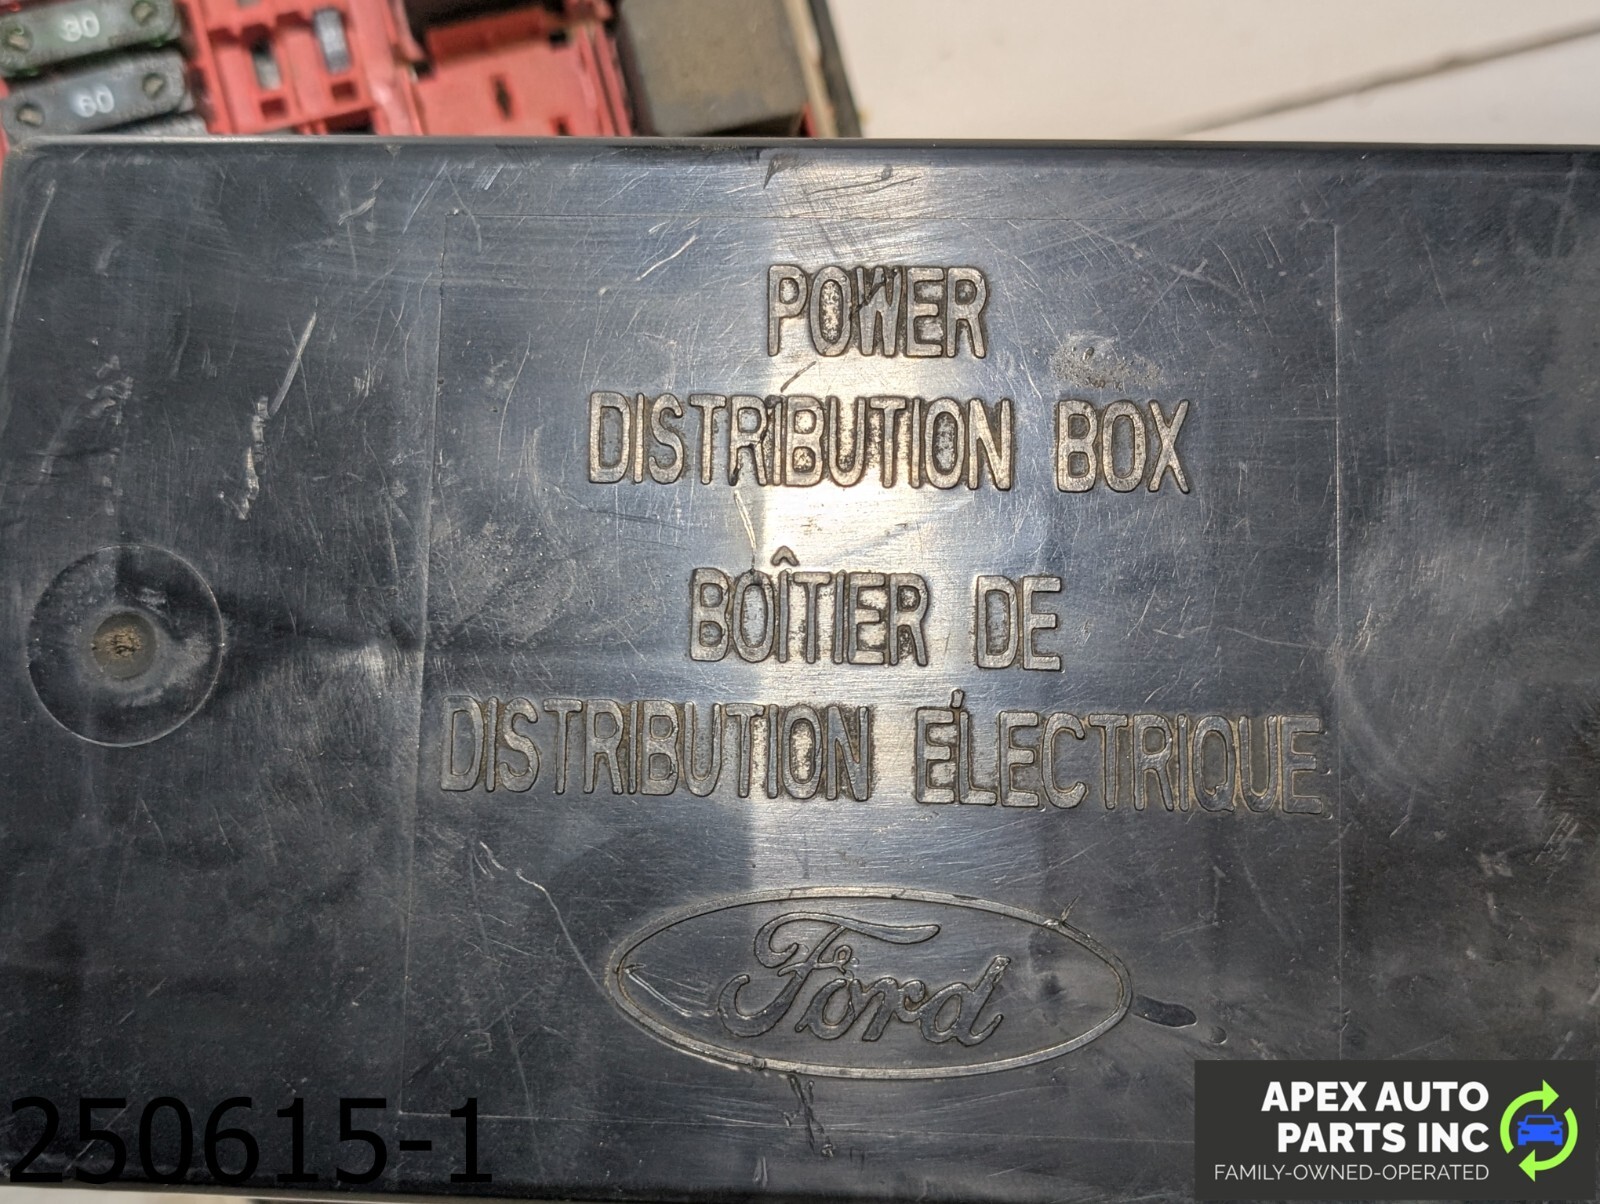 30
60
POWER
DISTRIBUTION BOX
BOÎTIER DE
DISTRIBUTION ÉLECTRIQUE
Ford
250615-1
APEX AUTO
PARTS INC
FAMILY-OWNED-OPERATED